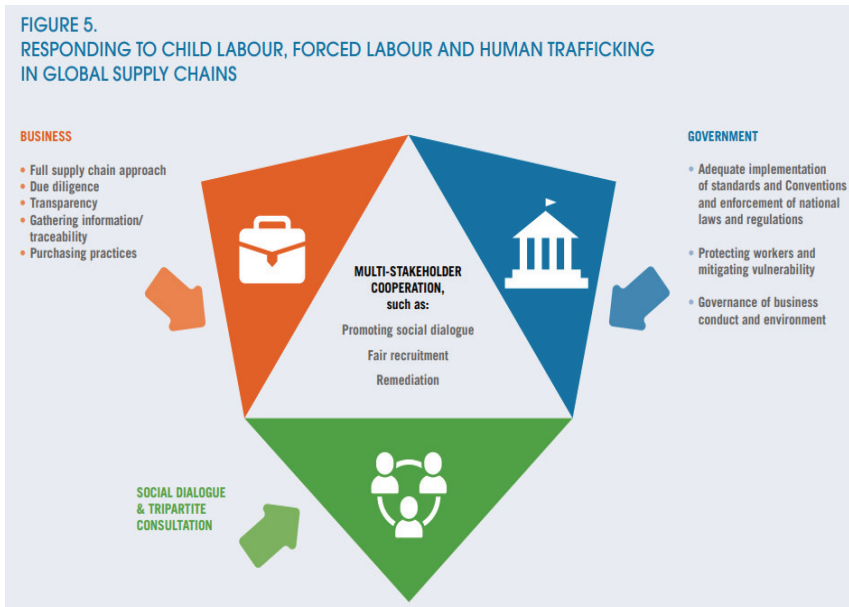 FIGURE 5.
RESPONDING TO CHILD LABOUR, FORCED LABOUR AND HUMAN TRAFFICKING
IN GLOBAL SUPPLY CHAINS
BUSINESS
• Full supply chain approach
• Due diligence
• Transparency
• Gathering information/
traceability
• Purchasing practices
GOVERNMENT
• Adequate implementation
of standards and Conventions
and enforcement of national
laws and regulations
• Protecting workers and
mitigating vulnerability
• Governance of business
conduct and environment
MULTI-STAKEHOLDER
COOPERATION,
such as:
Promoting social dialogue
Fair recruitment
Remediation
SOCIAL DIALOGUE
& TRIPARTITE
CONSULTATION